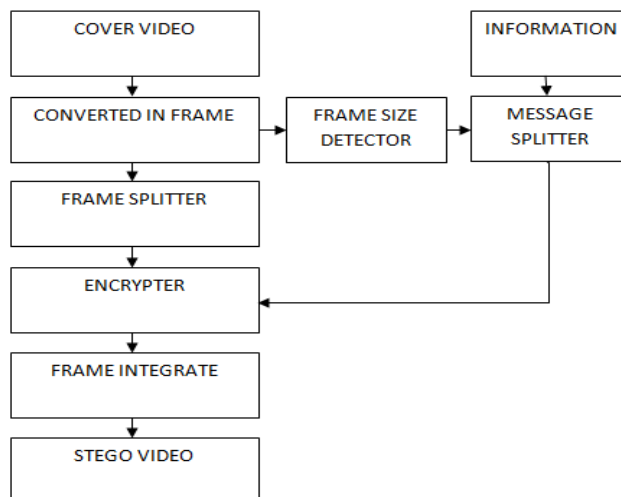 COVER VIDEO
INFORMATION
CONVERTED IN FRAME
FRAME SIZE
DETECTOR
MESSAGE
SPLITTER
FRAME SPLITTER
ENCRYPTER
FRAME INTEGRATE
STEGO VIDEO